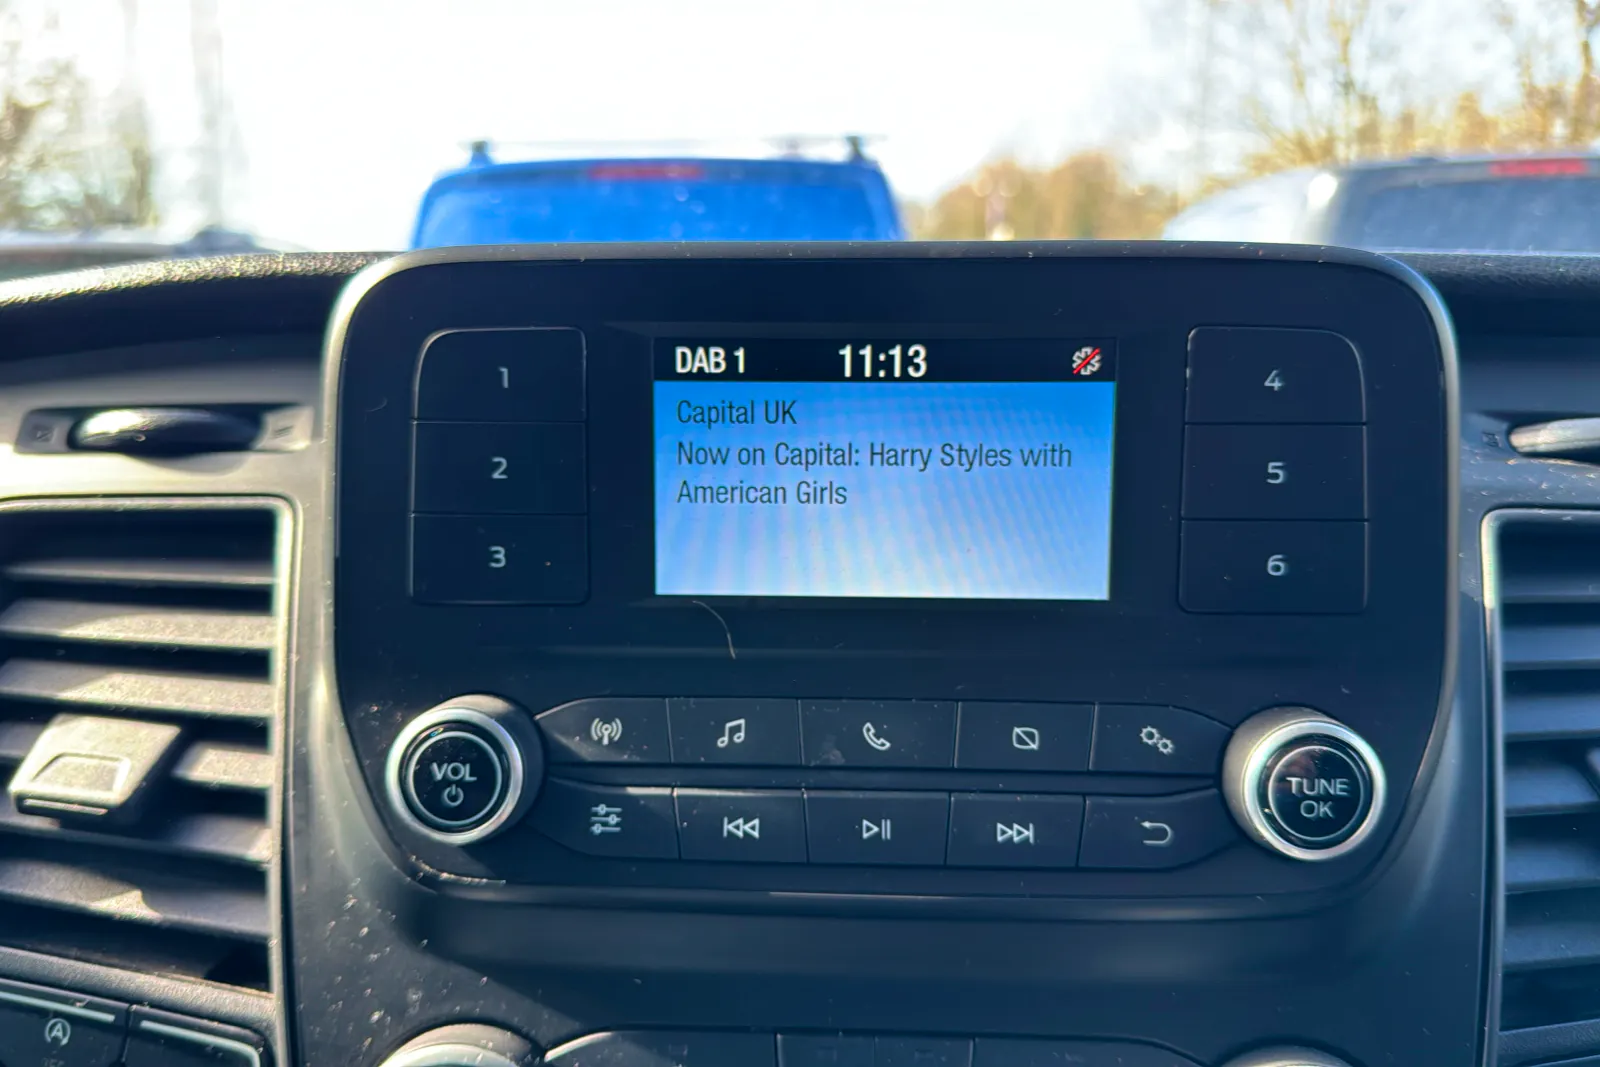 DAB 1 11:13
Capital UK
Now on Capital: Harry Styles with
American Girls
1
2
3
4
5
6
VOL
TUNE
OK
A